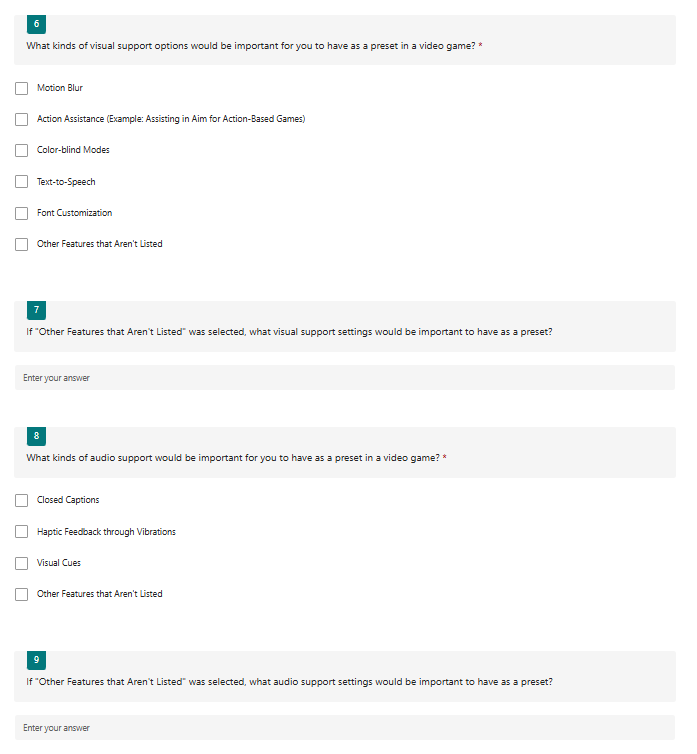 6
What kinds of visual support options would be important for you to have as a preset in a video game? *
Motion Blur
Action Assistance (Example: Assisting in Aim for Action-Based Games)
Color-blind Modes
Text-to-Speech
Font Customization
Other Features that Aren't Listed
7
If "Other Features that Aren't Listed" was selected, what visual support settings would be important to have as a preset?
Enter your answer
8
What kinds of audio support would be important for you to have as a preset in a video game? *
Closed Captions
Haptic Feedback through Vibrations
Visual Cues
Other Features that Aren't Listed
9
If "Other Features that Aren't Listed" was selected, what audio support settings would be important to have as a preset?
Enter your answer